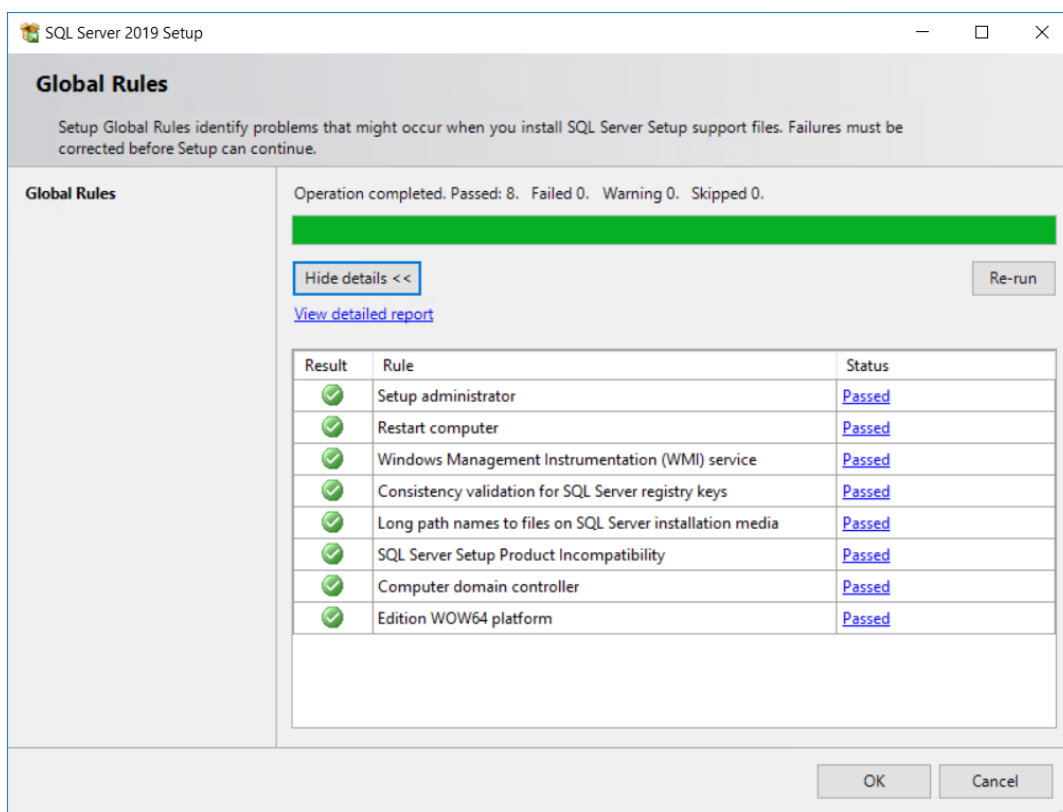 SQL Server 2019 Setup
Global Rules
Setup Global Rules identify problems that might occur when you install SQL Server Setup support files. Failures must be
corrected before Setup can continue.
Global Rules
Operation completed. Passed: 8.   Failed 0.   Warning 0.   Skipped 0.
Hide details <<
Re-run
View detailed report
Result Rule Status
Setup administrator Passed
Restart computer Passed
Windows Management Instrumentation (WMI) service Passed
Consistency validation for SQL Server registry keys Passed
Long path names to files on SQL Server installation media Passed
SQL Server Setup Product Incompatibility Passed
Computer domain controller Passed
Edition WOW64 platform Passed
OK Cancel